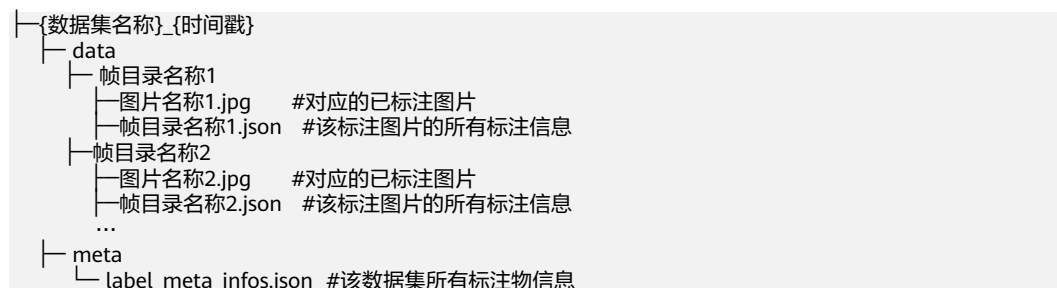 ├─{数据集名称}_{时间戳}
├─ data
├─ 帧目录名称1
├─图片名称1.jpg #对应的已标注图片
├─帧目录名称1.json #该标注图片的所有标注信息
├─帧目录名称2
├─图片名称2.jpg #对应的已标注图片
├─帧目录名称2.json #该标注图片的所有标注信息
...
├─ meta
└─ label_meta_infos.json #该数据集所有标注物信息